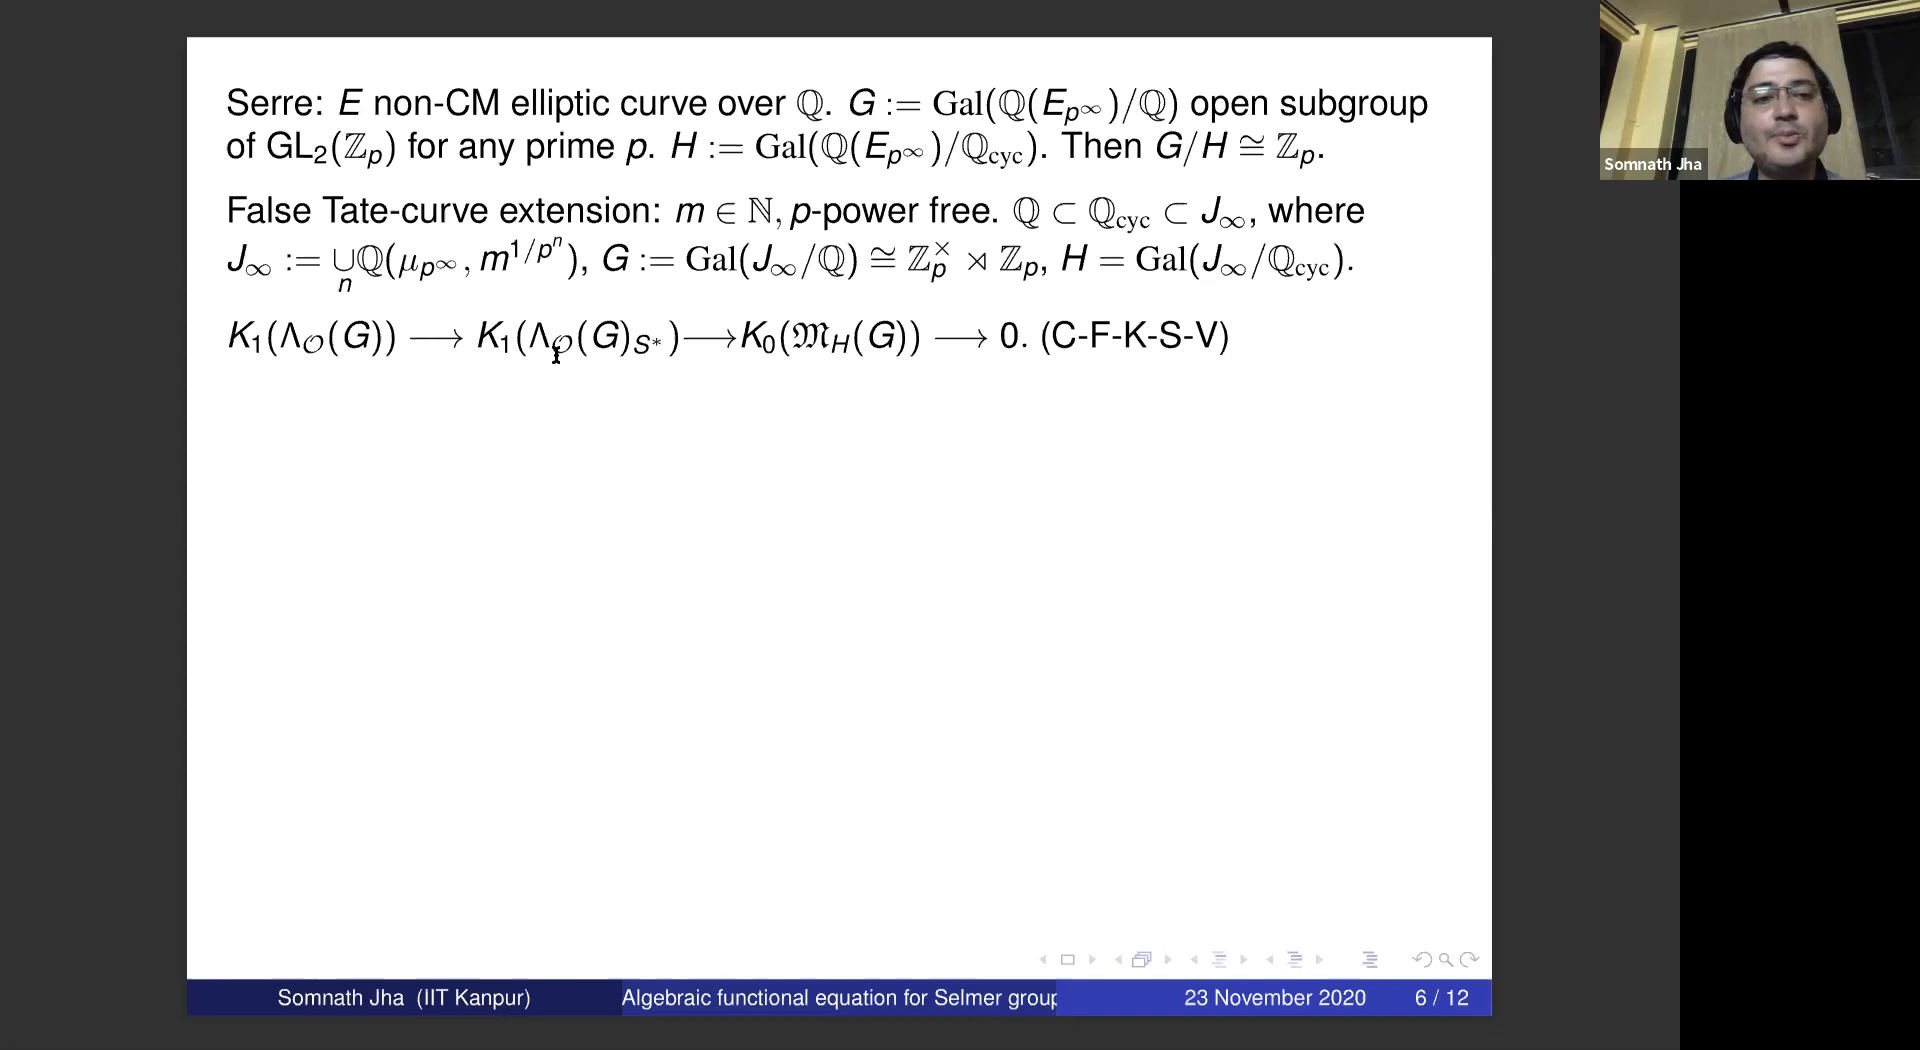 Serre: E non-CM elliptic curve over ℚ. G := Gal(ℚ(E_{p^∞})/ℚ) open subgroup
of GL₂(ℤ_p) for any prime p. H := Gal(ℚ(E_{p^∞})/ℚ_cyc). Then G/H ≅ ℤ_p.
False Tate-curve extension: m ∈ ℕ, p-power free. ℚ ⊂ ℚ_cyc ⊂ J_∞, where
J_∞ := ∪_n ℚ(μ_{p^∞}, m^{1/p^n}), G := Gal(J_∞/ℚ) ≅ ℤ_p^× ⋊ ℤ_p, H = Gal(J_∞/ℚ_cyc).
K₁(Λ_𝒪(G)) ⟶ K₁(Λ_𝒪(G)_{S*}) ⟶ K₀(𝔐_H(G)) ⟶ 0. (C-F-K-S-V)
Somnath Jha (IIT Kanpur) Algebraic functional equation for Selmer group 23 November 2020 6 / 12
Somnath Jha